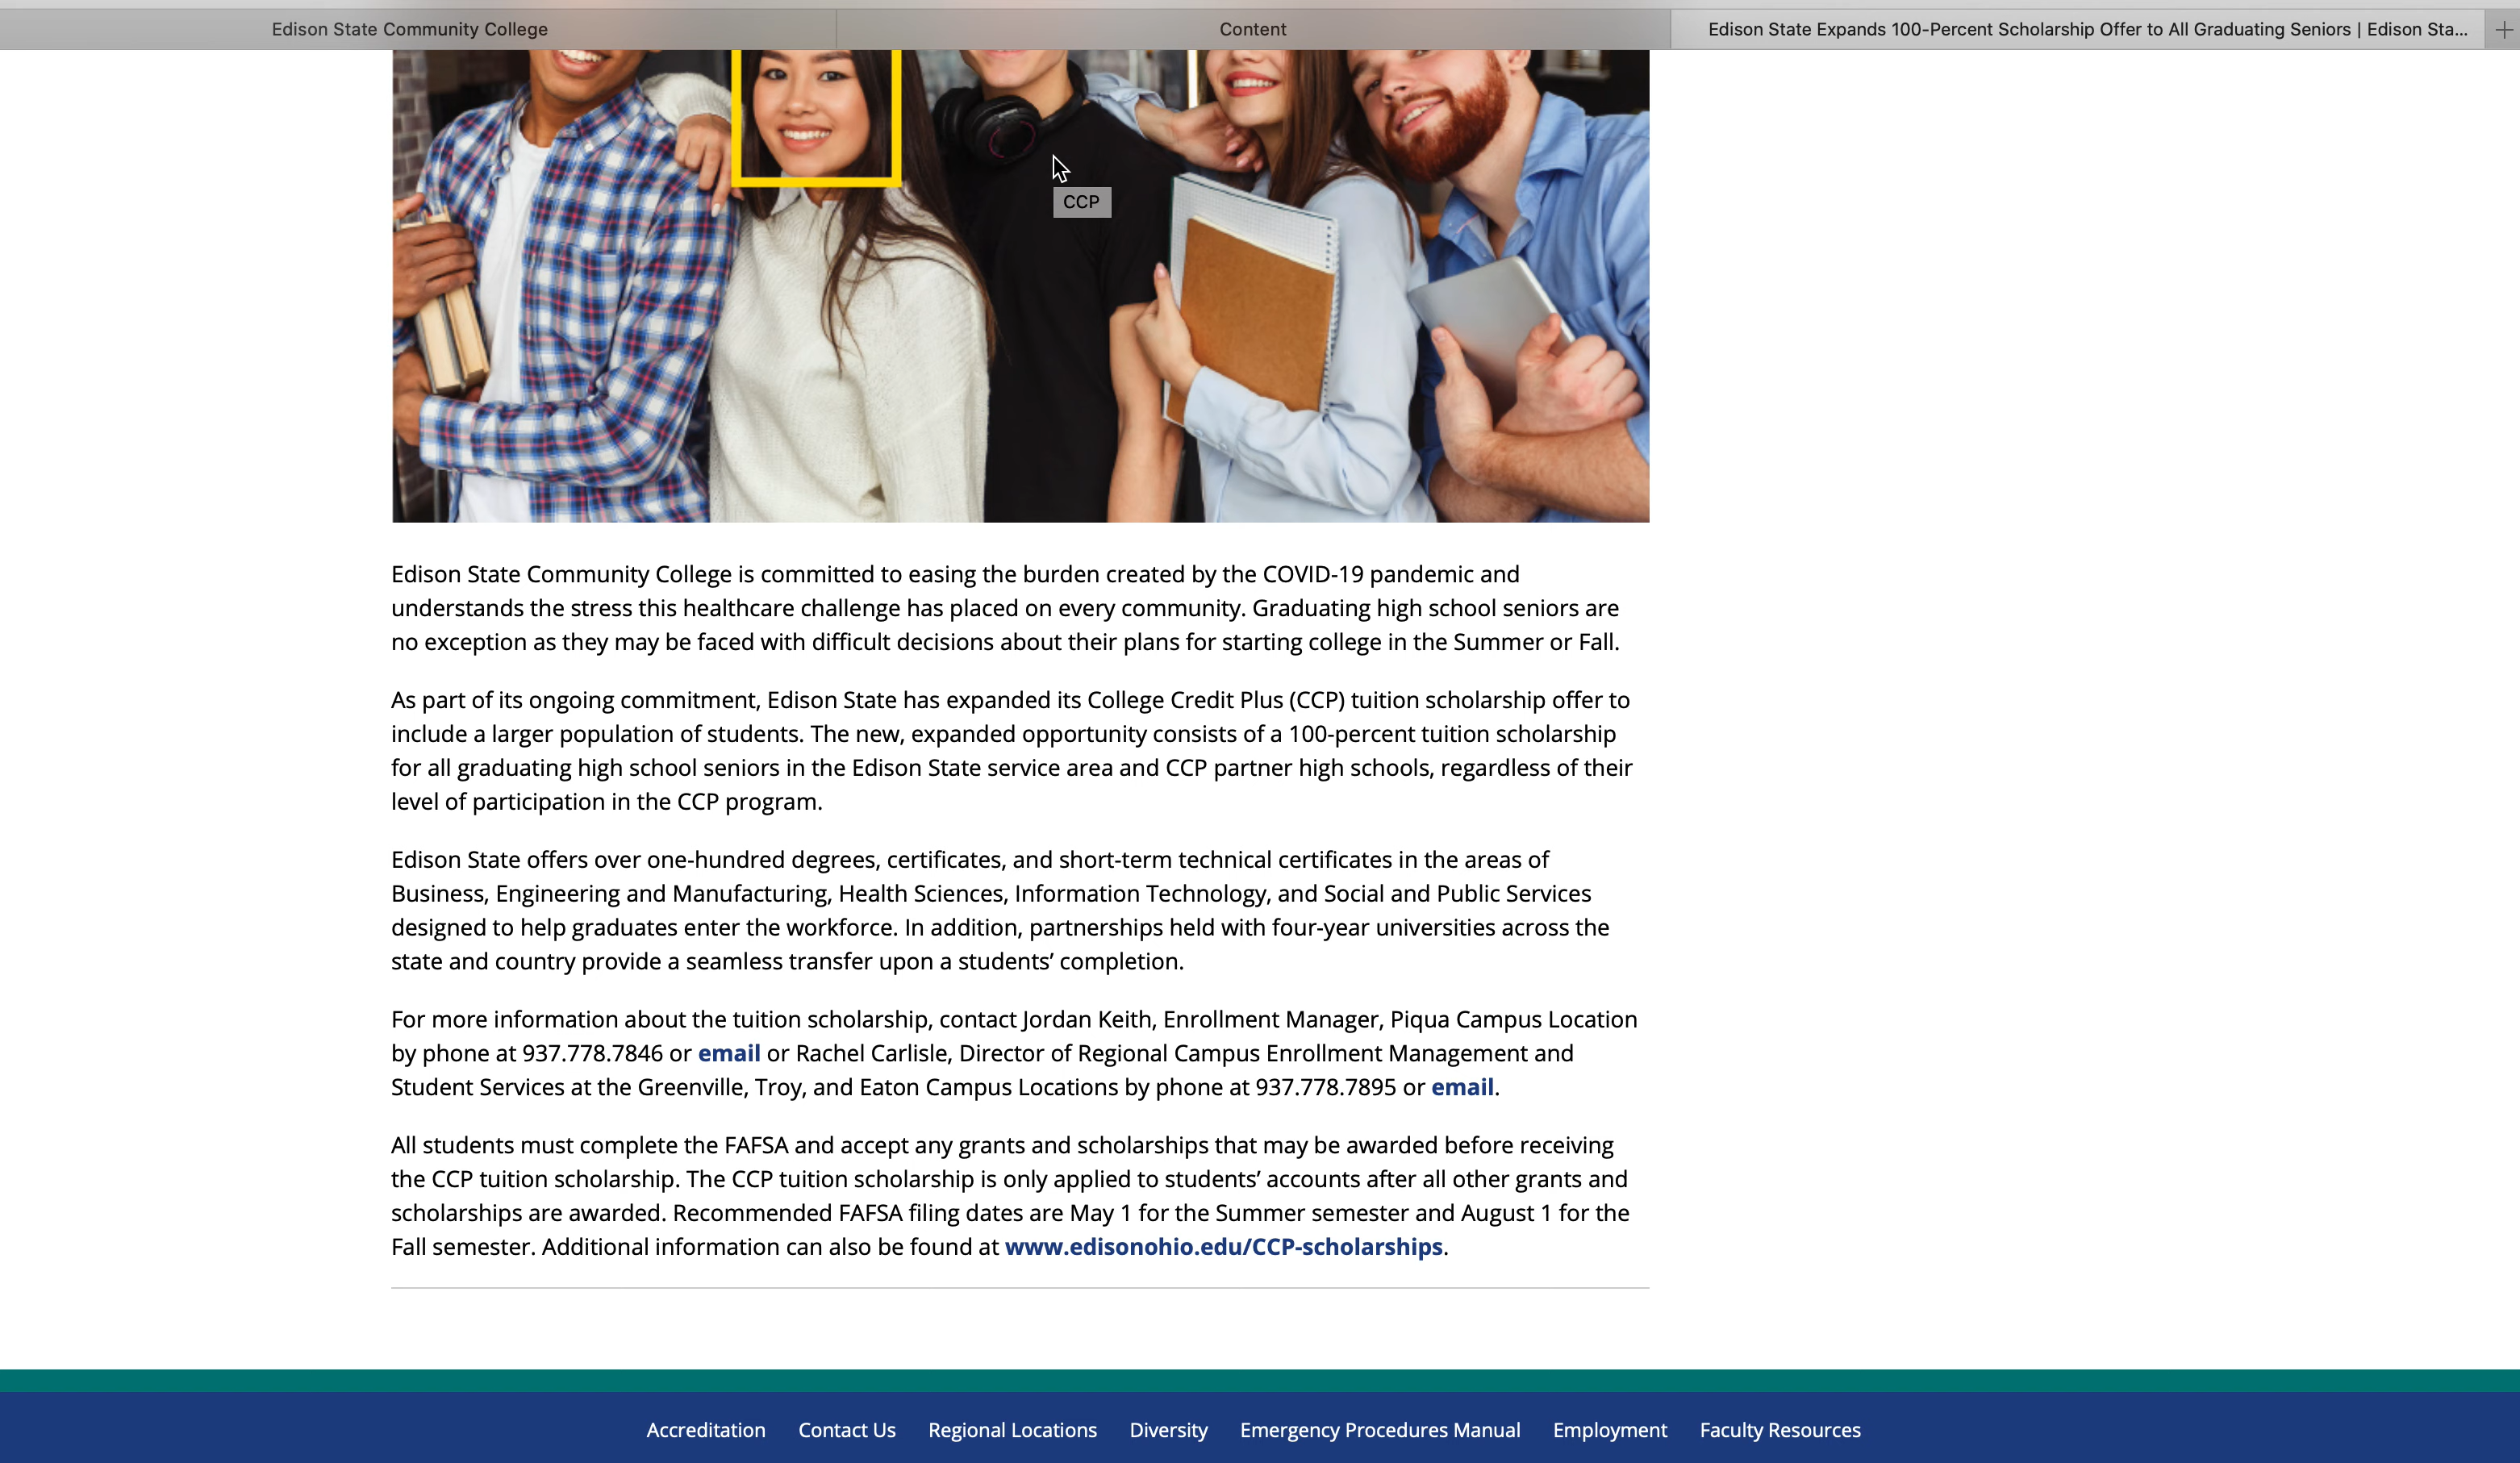 Edison State Community College
Content
Edison State Expands 100-Percent Scholarship Offer to All Graduating Seniors | Edison Sta...
CCP
Edison State Community College is committed to easing the burden created by the COVID-19 pandemic and
understands the stress this healthcare challenge has placed on every community. Graduating high school seniors are
no exception as they may be faced with difficult decisions about their plans for starting college in the Summer or Fall.
As part of its ongoing commitment, Edison State has expanded its College Credit Plus (CCP) tuition scholarship offer to
include a larger population of students. The new, expanded opportunity consists of a 100-percent tuition scholarship
for all graduating high school seniors in the Edison State service area and CCP partner high schools, regardless of their
level of participation in the CCP program.
Edison State offers over one-hundred degrees, certificates, and short-term technical certificates in the areas of
Business, Engineering and Manufacturing, Health Sciences, Information Technology, and Social and Public Services
designed to help graduates enter the workforce. In addition, partnerships held with four-year universities across the
state and country provide a seamless transfer upon a students’ completion.
For more information about the tuition scholarship, contact Jordan Keith, Enrollment Manager, Piqua Campus Location
by phone at 937.778.7846 or email or Rachel Carlisle, Director of Regional Campus Enrollment Management and
Student Services at the Greenville, Troy, and Eaton Campus Locations by phone at 937.778.7895 or email.
All students must complete the FAFSA and accept any grants and scholarships that may be awarded before receiving
the CCP tuition scholarship. The CCP tuition scholarship is only applied to students’ accounts after all other grants and
scholarships are awarded. Recommended FAFSA filing dates are May 1 for the Summer semester and August 1 for the
Fall semester. Additional information can also be found at www.edisonohio.edu/CCP-scholarships.
Accreditation Contact Us Regional Locations Diversity Emergency Procedures Manual Employment Faculty Resources